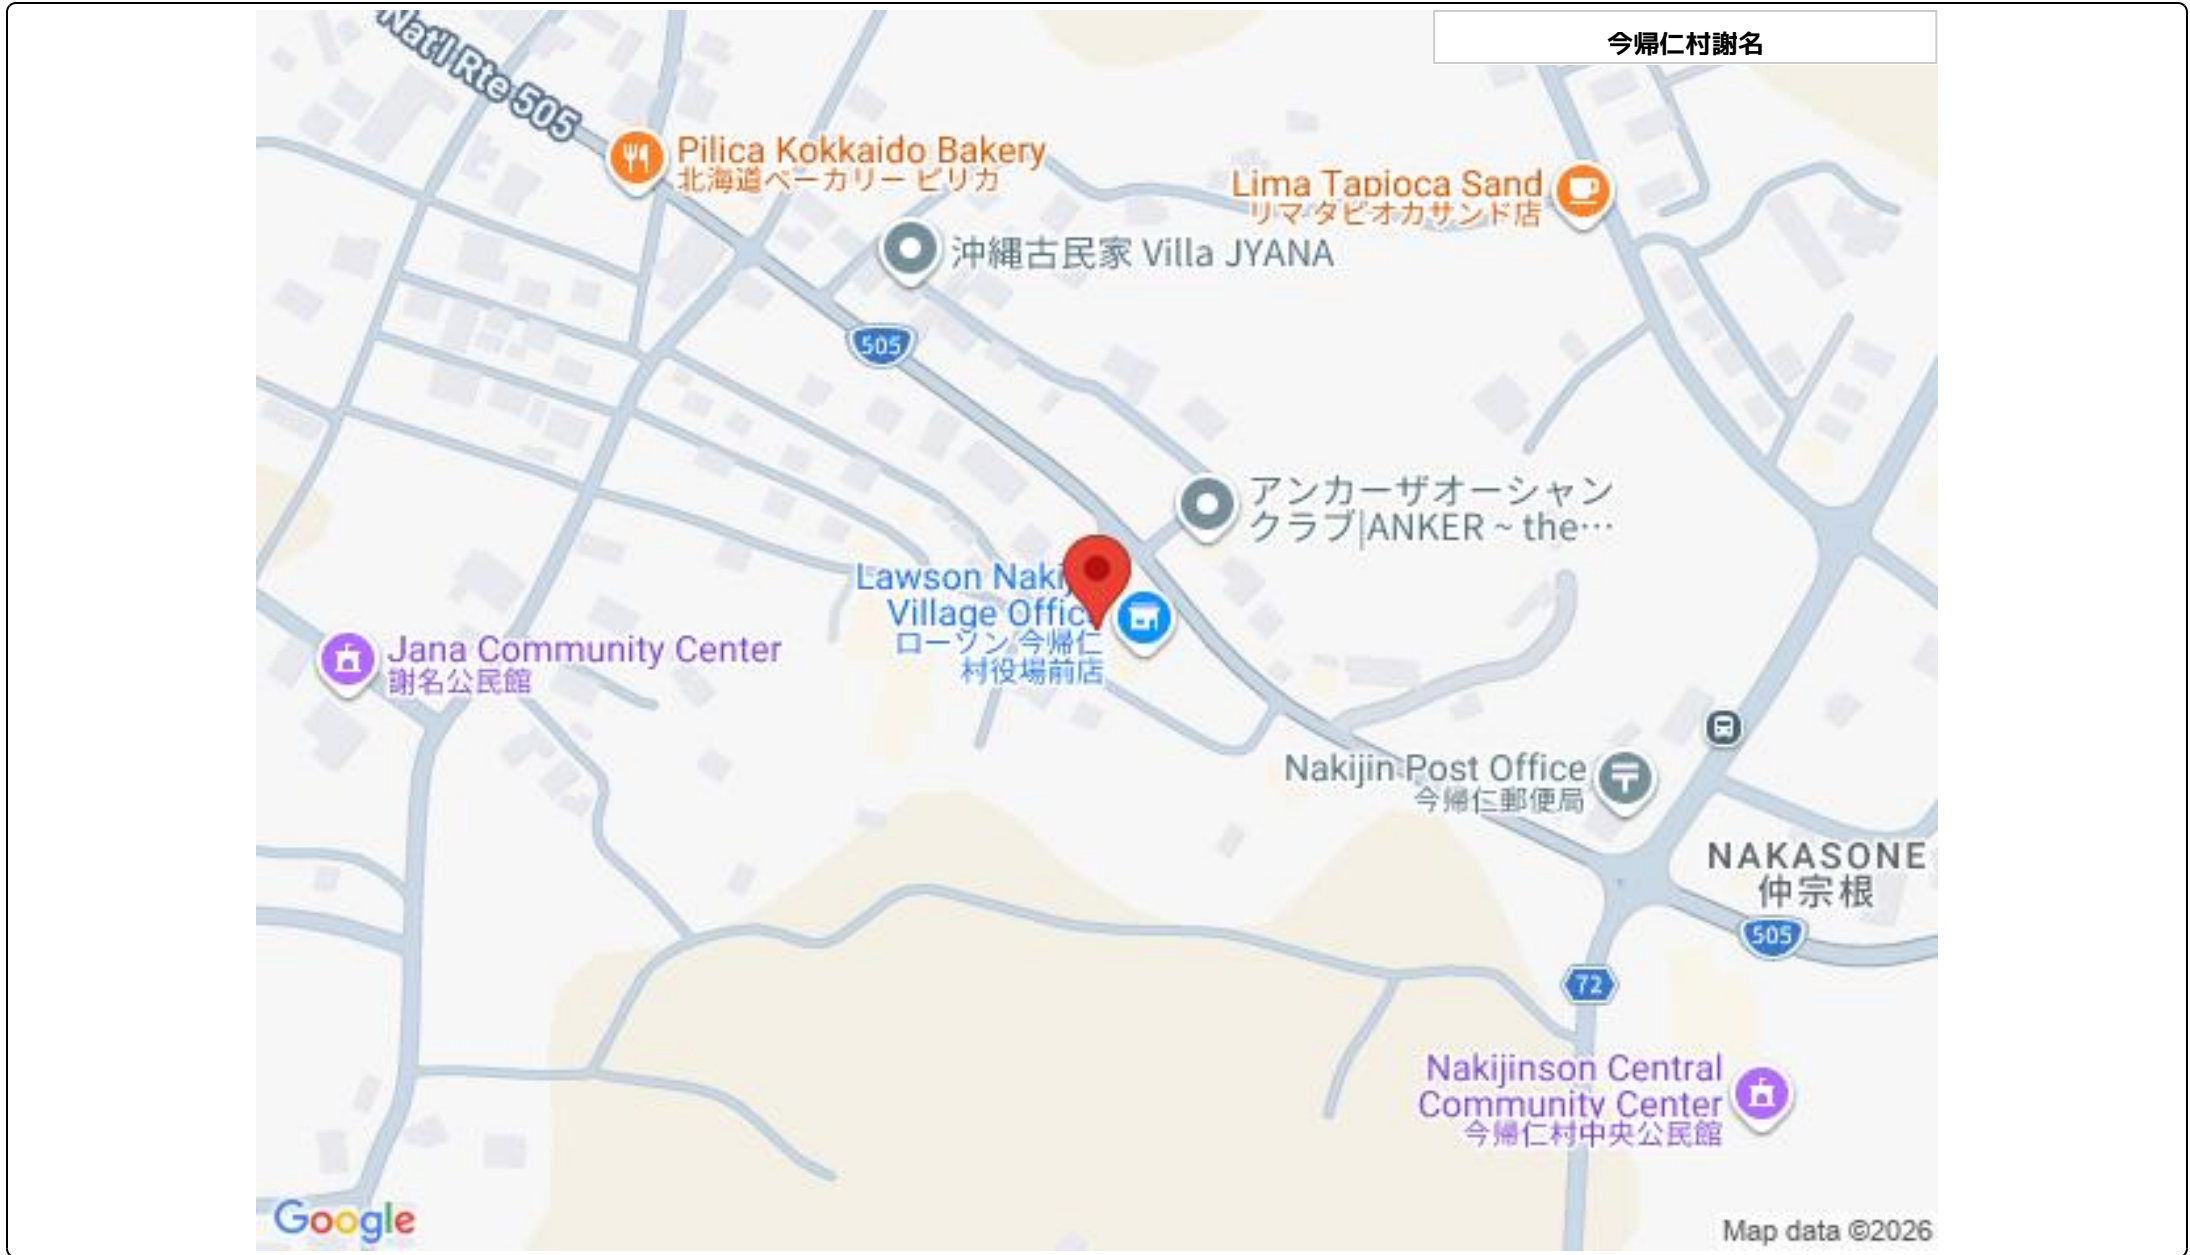 今帰仁村謝名
Nat'l Rte 505
Pilica Kokkaido Bakery
北海道ベーカリー ピリカ
Lima Tapioca Sand
リマ タピオカサンド店
沖縄古民家 Villa JYANA
505
アンカーザオーシャン
クラブ|ANKER ~ the…
Lawson Naki
Village Office
ローソン 今帰仁
村役場前店
Jana Community Center
謝名公民館
Nakijin Post Office
今帰仁郵便局
NAKASONE
仲宗根
505
72
Nakijinson Central
Community Center
今帰仁村中央公民館
Google
Map data ©2026